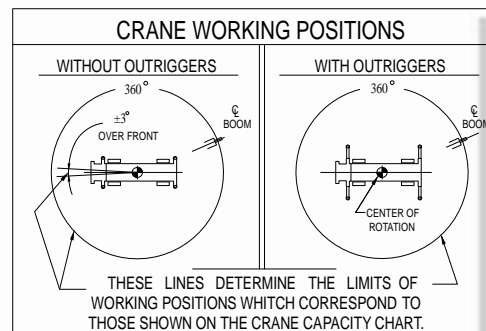 CRANE WORKING POSITIONS
WITHOUT OUTRIGGERS
360°
±3°
OVER FRONT
℄
BOOM
WITH OUTRIGGERS
360°
℄
BOOM
CENTER OF
ROTATION
THESE LINES DETERMINE THE LIMITS OF
WORKING POSITIONS WHITCH CORRESPOND TO
THOSE SHOWN ON THE CRANE CAPACITY CHART.